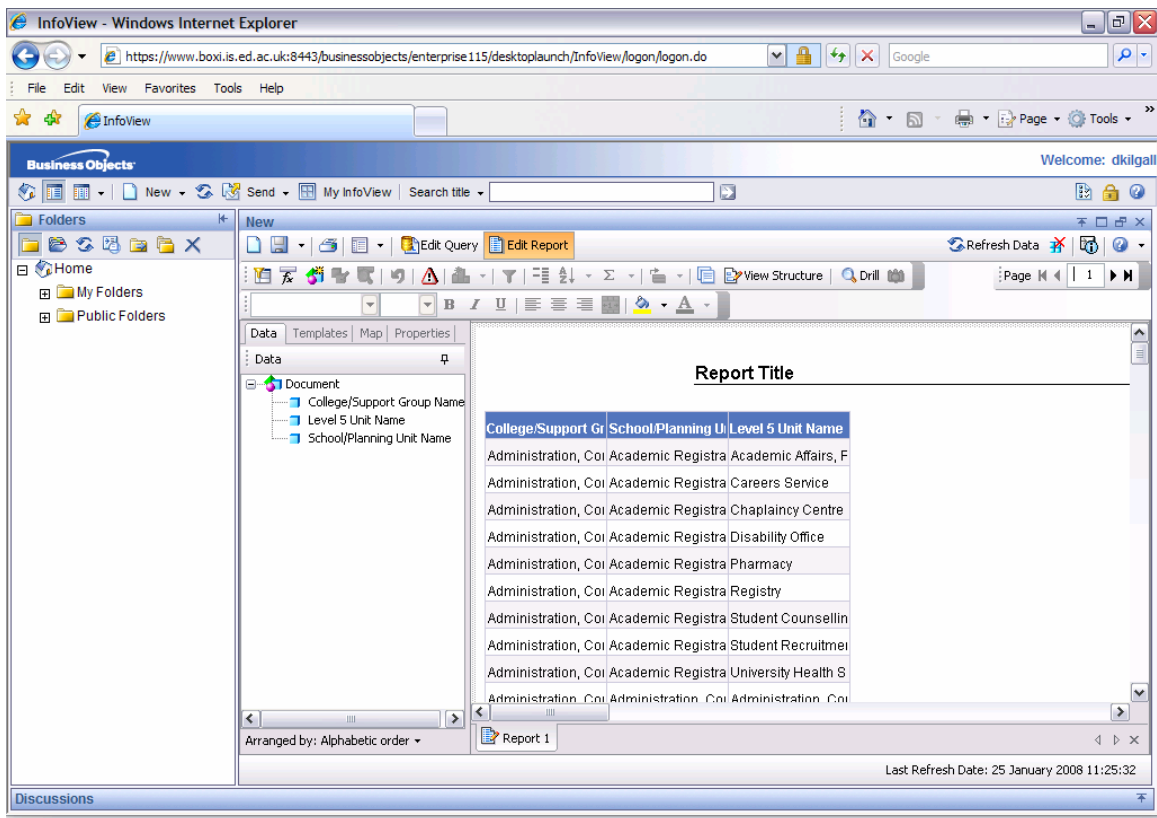 InfoView - Windows Internet Explorer
https://www.boxi.is.ed.ac.uk:8443/businessobjects/enterprise115/desktoplaunch/InfoView/logon/logon.do
Google
File Edit View Favorites Tools Help
InfoView
Page Tools »
Business Objects
Welcome: dkilgall
New Send My InfoView Search title
Folders
New
Edit Query Edit Report Refresh Data
Home
My Folders
Public Folders
View Structure Drill Page 1
B I U A
Data Templates Map Properties
Data
Document
College/Support Group Name
Level 5 Unit Name
School/Planning Unit Name
Report Title
College/Support Gr School/Planning U Level 5 Unit Name
Administration, Co Academic Registra Academic Affairs, F
Administration, Co Academic Registra Careers Service
Administration, Co Academic Registra Chaplaincy Centre
Administration, Co Academic Registra Disability Office
Administration, Co Academic Registra Pharmacy
Administration, Co Academic Registra Registry
Administration, Co Academic Registra Student Counsellin
Administration, Co Academic Registra Student Recruitme
Administration, Co Academic Registra University Health S
Administration, Co Administration, Co Administration, Co
Arranged by: Alphabetic order
Report 1
Last Refresh Date: 25 January 2008 11:25:32
Discussions